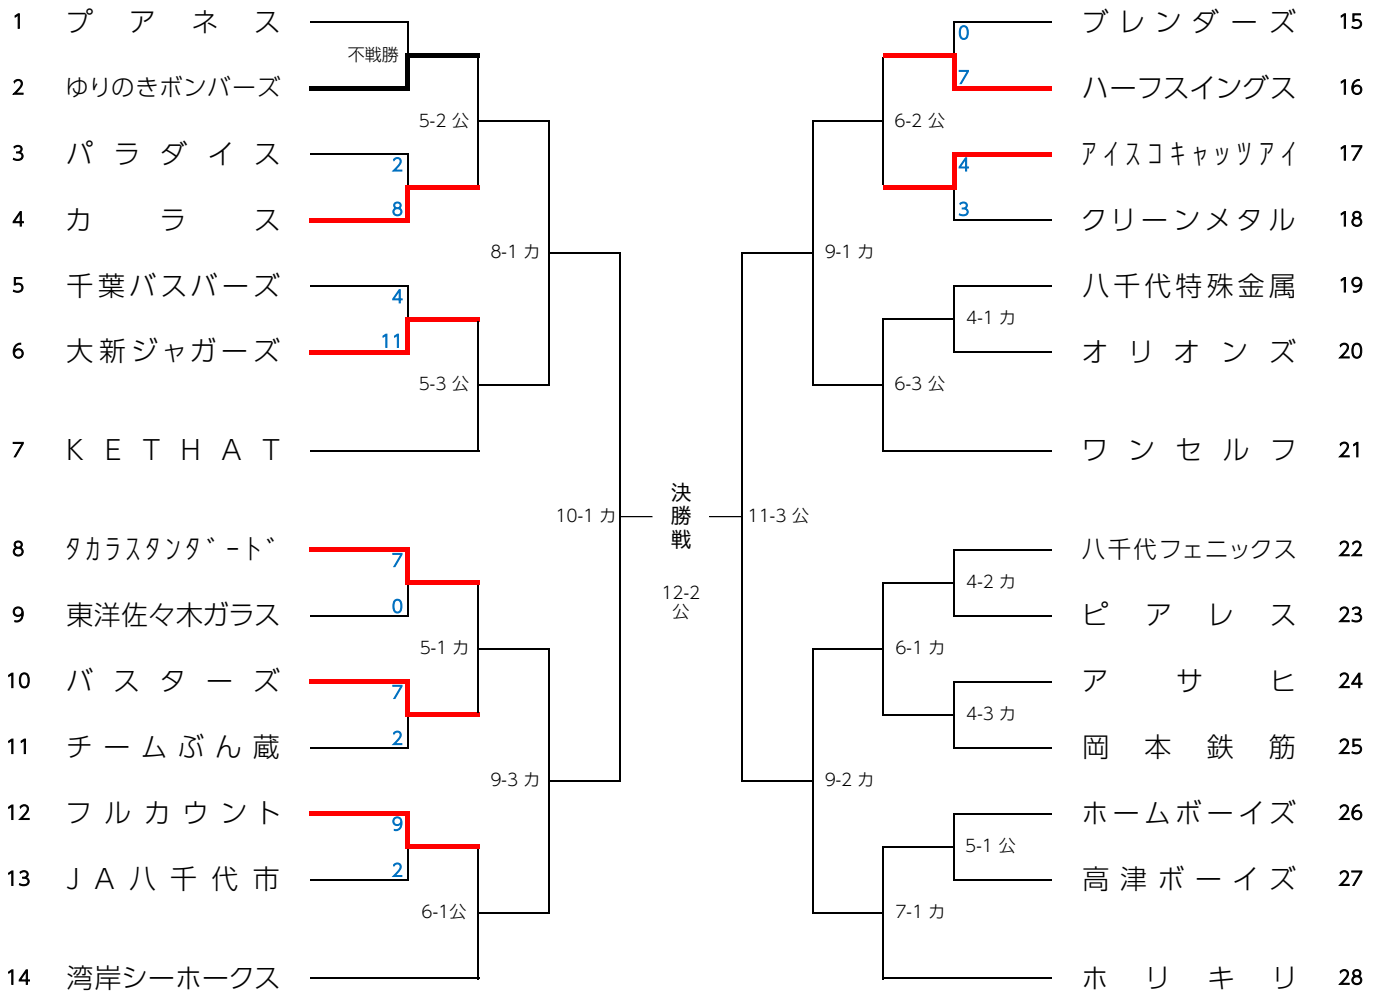 1 プアネス
不戦勝
2 ゆりのきボンバーズ
5-2 公
3 パラダイス
2
4 カラス
8
8-1 カ
5 千葉バスバーズ
4
6 大新ジャガーズ
11
5-3 公
7 KETHAT
10-1 カ
8 ﾀｶﾗｽﾀﾝﾀﾞｰﾄﾞ
7
9 東洋佐々木ガラス
0
5-1 カ
10 バスターズ
7
11 チームぶん蔵
2
9-3 カ
12 フルカウント
9
13 JA八千代市
2
6-1公
14 湾岸シーホークス
決勝戦
12-2
公
ブレンダーズ 15
0
ハーフスイングス 16
7
6-2 公
アイスコキャッツアイ 17
4
クリーンメタル 18
3
9-1 カ
八千代特殊金属 19
4-1 カ
オリオンズ 20
6-3 公
ワンセルフ 21
11-3 公
八千代フェニックス 22
4-2 カ
ピアレス 23
6-1 カ
アサヒ 24
4-3 カ
岡本鉄筋 25
9-2 カ
ホームボーイズ 26
5-1 公
高津ボーイズ 27
7-1 カ
ホリキリ 28